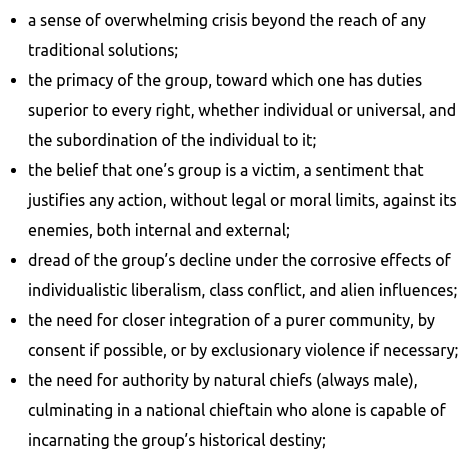 • a sense of overwhelming crisis beyond the reach of any
traditional solutions;
• the primacy of the group, toward which one has duties
superior to every right, whether individual or universal, and
the subordination of the individual to it;
• the belief that one’s group is a victim, a sentiment that
justifies any action, without legal or moral limits, against its
enemies, both internal and external;
• dread of the group’s decline under the corrosive effects of
individualistic liberalism, class conflict, and alien influences;
• the need for closer integration of a purer community, by
consent if possible, or by exclusionary violence if necessary;
• the need for authority by natural chiefs (always male),
culminating in a national chieftain who alone is capable of
incarnating the group’s historical destiny;